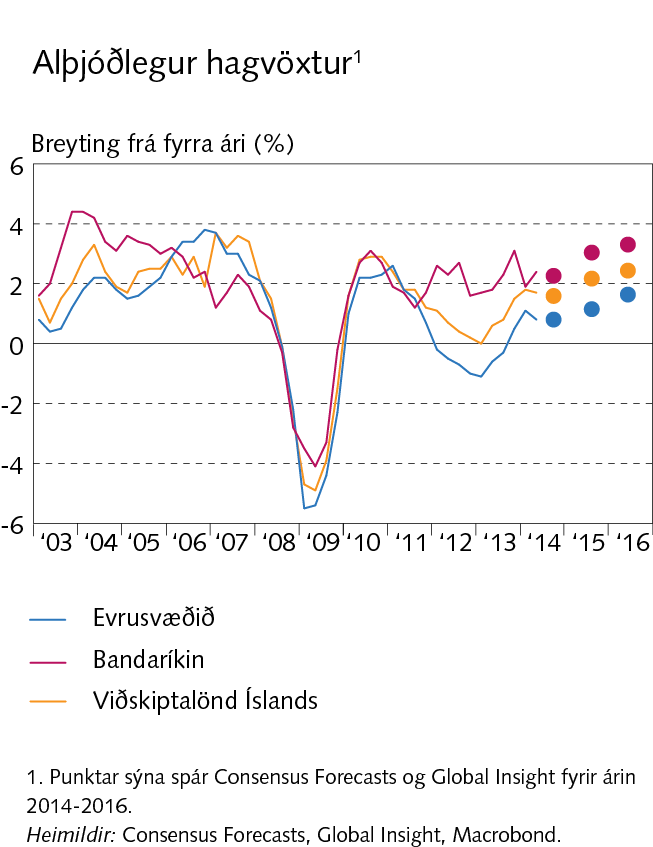 Alþjóðlegur hagvöxtur¹
Breyting frá fyrra ári (%)
6
4
2
0
-2
-4
-6
‘03 ‘04 ‘05 ‘06 ‘07 ‘08 ‘09 ‘10 ‘11 ‘12 ‘13 ‘14 ‘15 ‘16
Evrusvæðið
Bandaríkin
Viðskiptalönd Íslands
1. Punktar sýna spár Consensus Forecasts og Global Insight fyrir árin
2014-2016.
Heimildir: Consensus Forecasts, Global Insight, Macrobond.